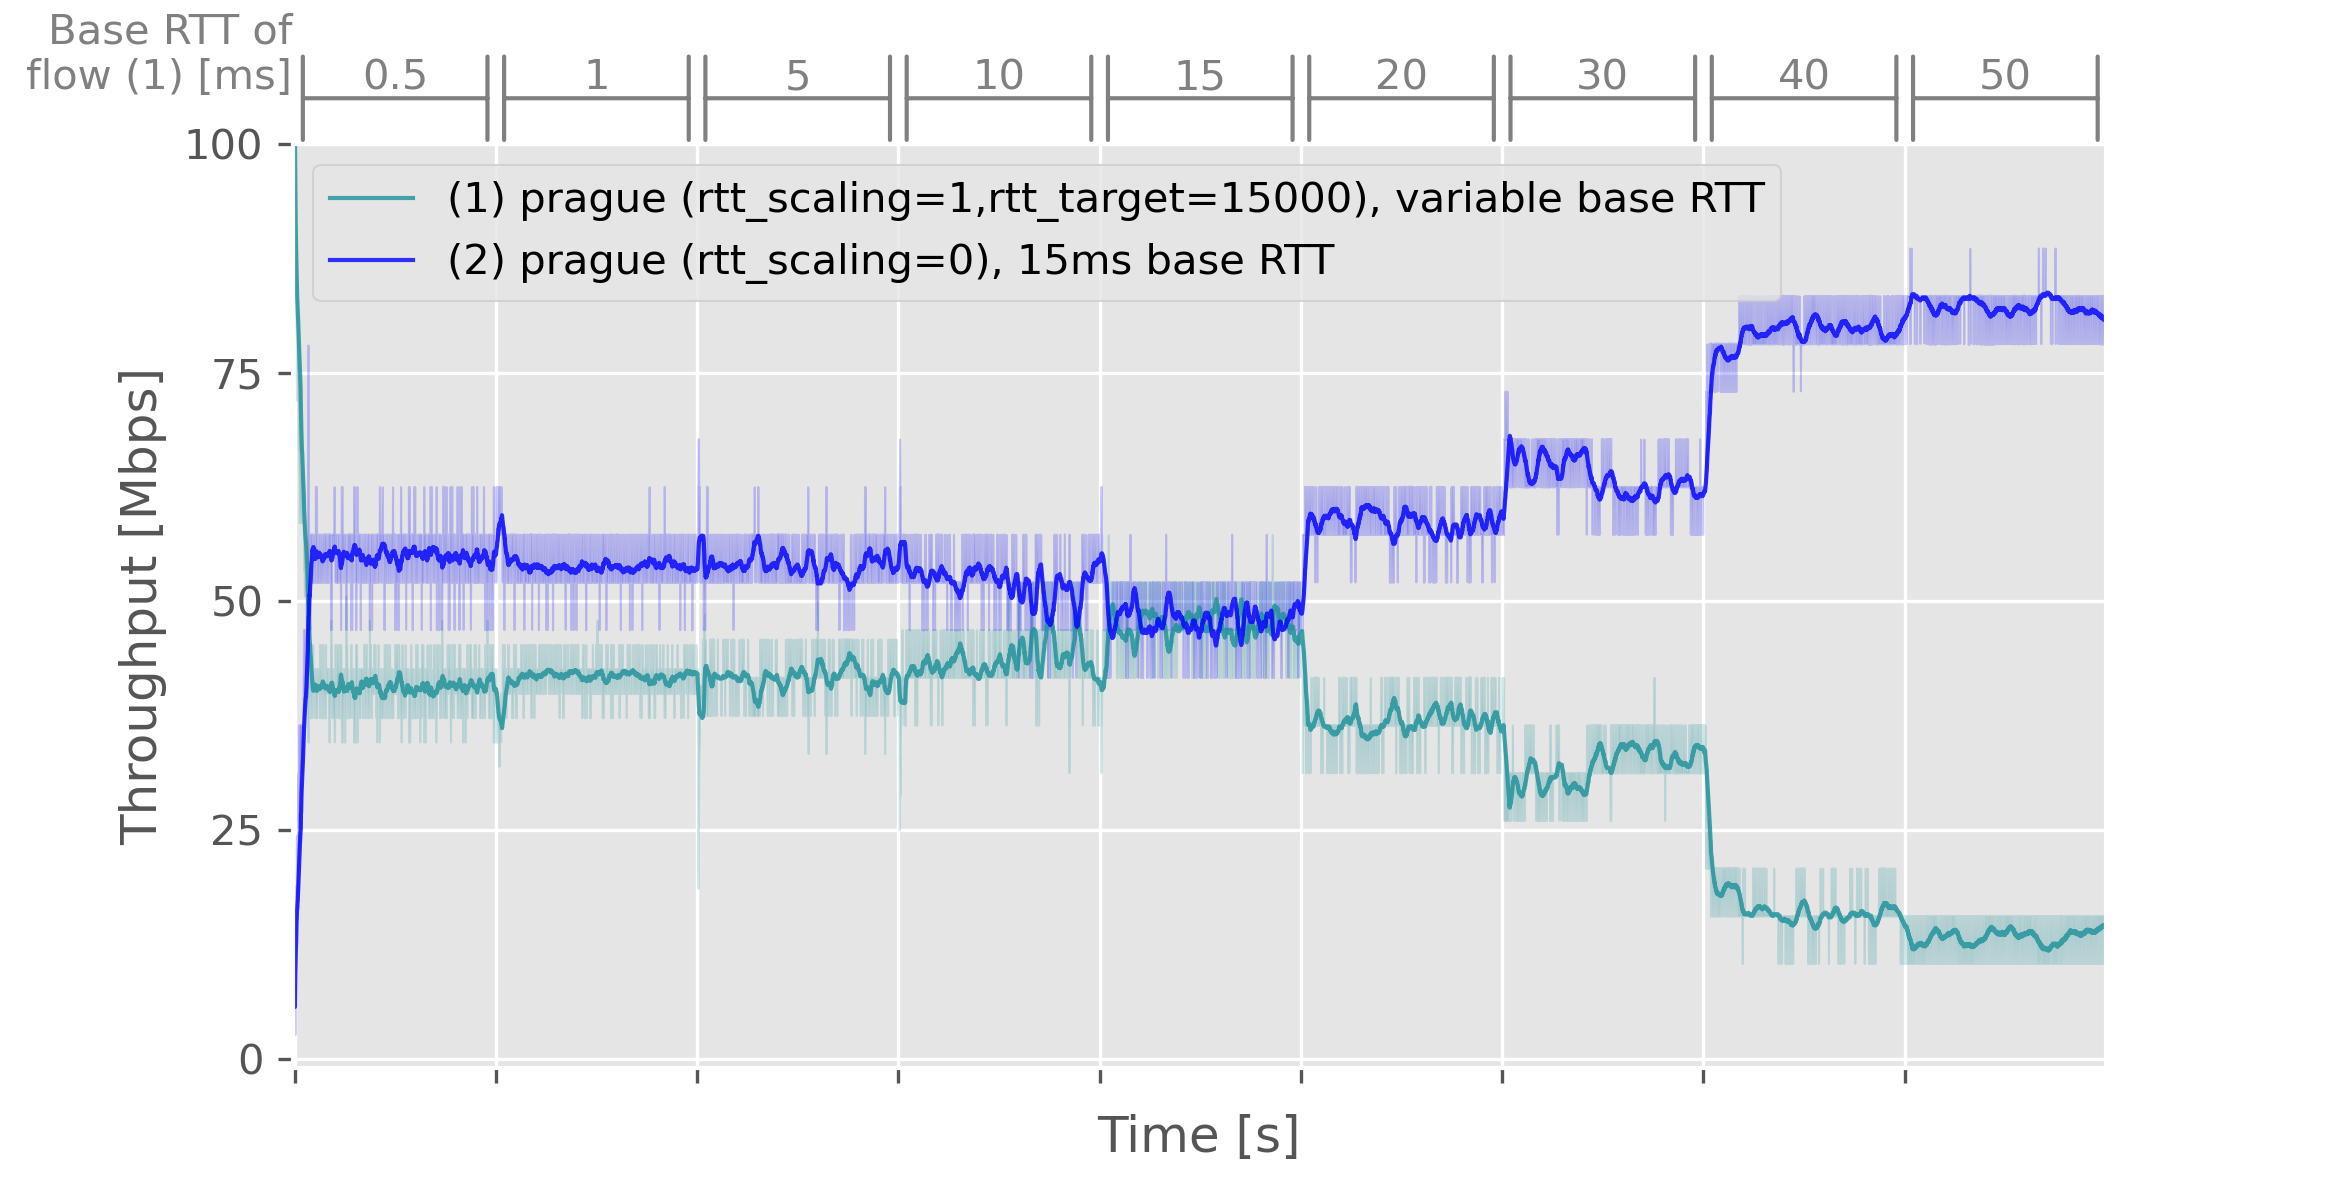 Base RTT of
flow (1) [ms]
0.5 1 5 10 15 20 30 40 50
100
(1) prague (rtt_scaling=1,rtt_target=15000), variable base RTT
(2) prague (rtt_scaling=0), 15ms base RTT
75
50
25
0
Throughput [Mbps]
Time [s]